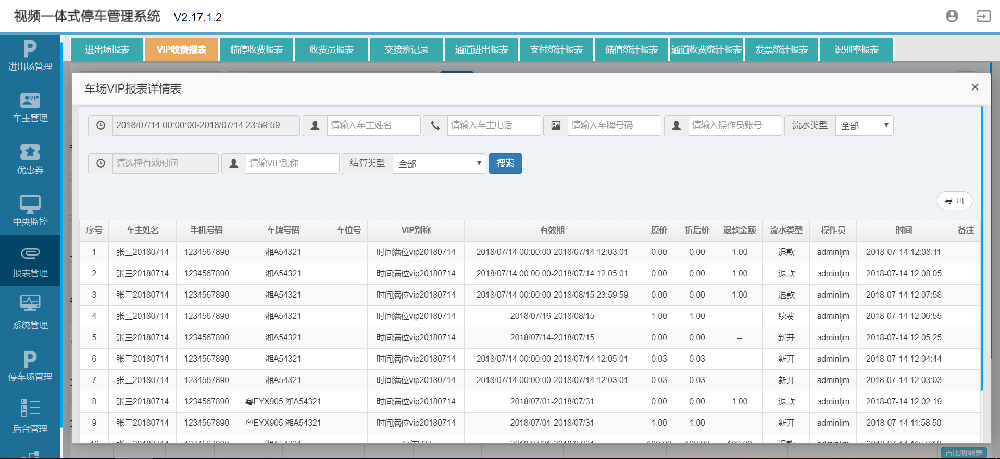 视频一体式停车管理系统 V2.17.1.2
进出场管理
车主管理
优惠券
中央监控
报表管理
系统管理
停车场管理
后台管理
进出场报表 VIP收费报表 临停收费报表 收费员报表 交接班记录 通道进出报表 支付统计报表 储值统计报表 通道收费统计报表 发票统计报表 识别率报表
车场VIP报表详情表 ×
2018/07/14 00:00:00-2018/07/14 23:59:59 请输入车主姓名 请输入车主电话 请输入车牌号码 请输入操作员账号 流水类型 全部
请选择有效时间 请输VIP别称 结算类型 全部 搜索
导 出
序号 车主姓名 手机号码 车牌号码 车位号 VIP别称 有效期 原价 折后价 退款金额 流水类型 操作员 时间 备注
1 张三20180714 1234567890 湘A54321 时间满位vip20180714 2018/07/14 00:00:00-2018/07/14 12:03:01 0.00 0.00 1.00 退款 adminljm 2018-07-14 12:08:11
2 张三20180714 1234567890 湘A54321 时间满位vip20180714 2018/07/14 00:00:00-2018/07/14 12:05:01 0.00 0.00 1.00 退款 adminljm 2018-07-14 12:08:05
3 张三20180714 1234567890 湘A54321 时间满位vip20180714 2018/07/14 00:00:00-2018/08/15 23:59:59 0.00 0.00 1.00 退款 adminljm 2018-07-14 12:07:58
4 张三20180714 1234567890 湘A54321 时间满位vip20180714 2018/07/16-2018/08/15 1.00 1.00 -- 续费 adminljm 2018-07-14 12:06:55
5 张三20180714 1234567890 湘A54321 时间满位vip20180714 2018/07/14-2018/07/15 0.00 0.00 -- 新开 adminljm 2018-07-14 12:05:25
6 张三20180714 1234567890 湘A54321 时间满位vip20180714 2018/07/14 00:00:00-2018/07/14 12:05:01 0.03 0.03 -- 新开 adminljm 2018-07-14 12:04:44
7 张三20180714 1234567890 湘A54321 时间满位vip20180714 2018/07/14 00:00:00-2018/07/14 12:03:01 0.03 0.03 -- 新开 adminljm 2018-07-14 12:03:03
8 张三20180714 1234567890 粤EYX905,湘A54321 时间满位vip20180714 2018/07/01-2018/07/31 0.00 0.00 1.00 退款 adminljm 2018-07-14 12:02:19
9 张三20180714 1234567890 粤EYX905,湘A54321 时间满位vip20180714 2018/07/01-2018/07/31 1.00 1.00 -- 新开 adminljm 2018-07-14 11:58:50
占比明细表